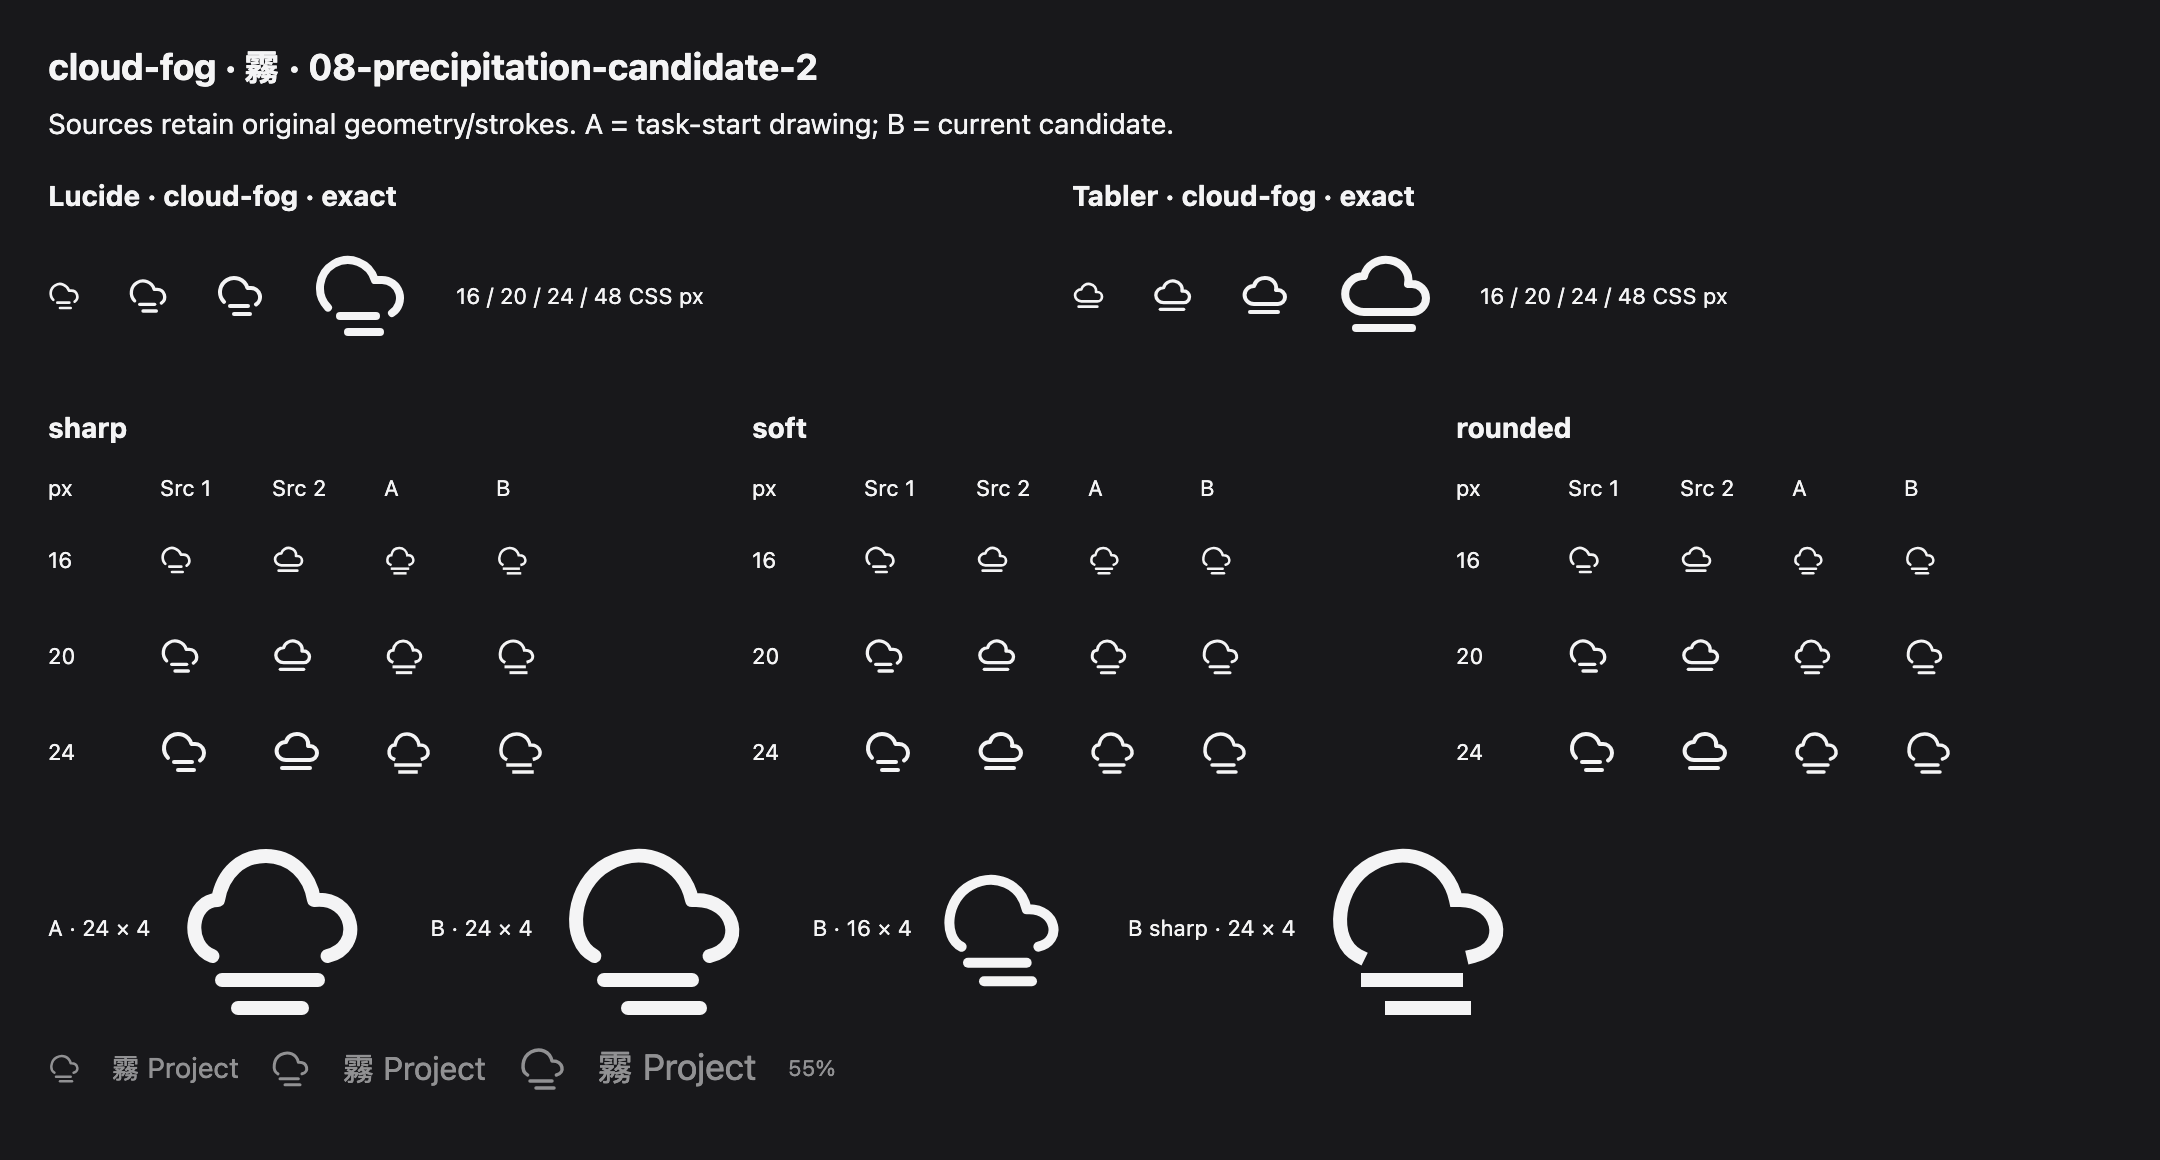 cloud-fog · 霧 · 08-precipitation-candidate-2
Sources retain original geometry/strokes. A = task-start drawing; B = current candidate.
Lucide · cloud-fog · exact
16 / 20 / 24 / 48 CSS px
Tabler · cloud-fog · exact
16 / 20 / 24 / 48 CSS px
sharp
px Src 1 Src 2 A B
16
20
24
soft
px Src 1 Src 2 A B
16
20
24
rounded
px Src 1 Src 2 A B
16
20
24
A · 24 × 4
B · 24 × 4
B · 16 × 4
B sharp · 24 × 4
霧 Project 霧 Project 霧 Project 55%